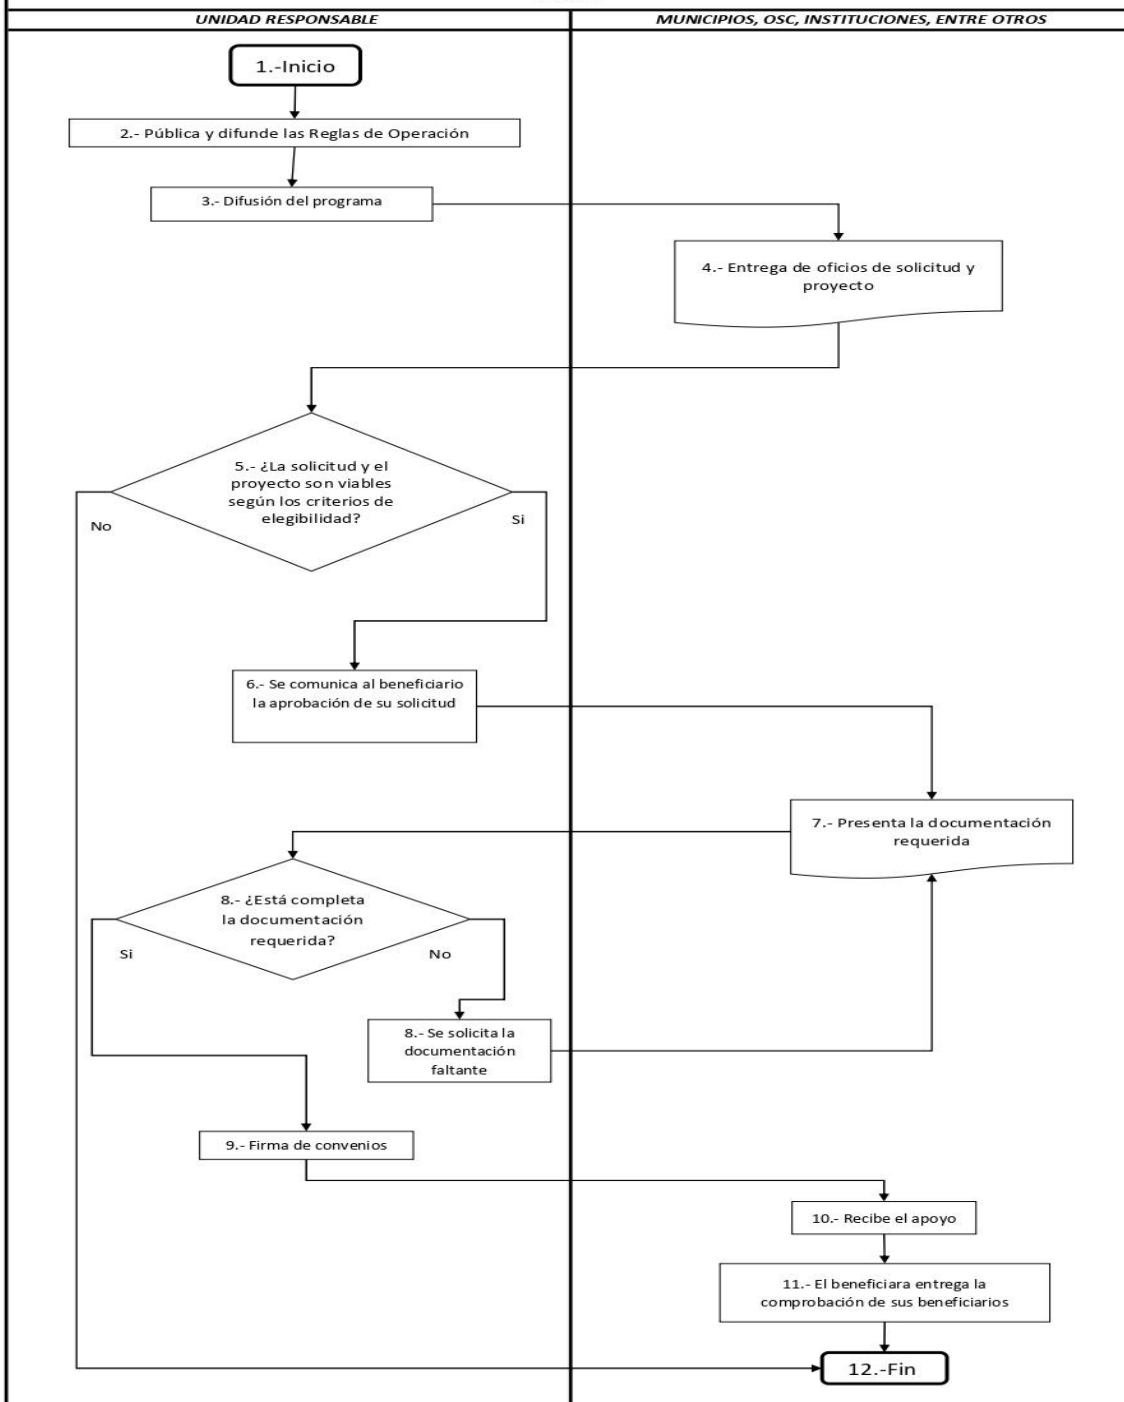 UNIDAD RESPONSABLE
MUNICIPIOS, OSC, INSTITUCIONES, ENTRE OTROS
1.-Inicio
2.- Pública y difunde las Reglas de Operación
3.- Difusión del programa
4.- Entrega de oficios de solicitud y
proyecto
5.- ¿La solicitud y el
proyecto son viables
según los criterios de
elegibilidad?
No
Si
6.- Se comunica al beneficiario
la aprobación de su solicitud
7.- Presenta la documentación
requerida
8.- ¿Está completa
la documentación
requerida?
Si
No
8.- Se solicita la
documentación
faltante
9.- Firma de convenios
10.- Recibe el apoyo
11.- El beneficiara entrega la
comprobación de sus beneficiarios
12.-Fin